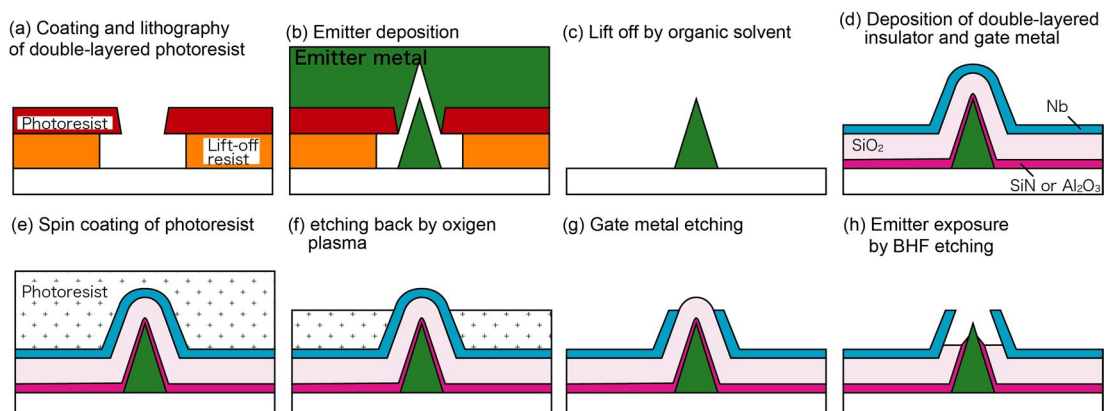 (a) Coating and lithography
of double-layered photoresist
Photoresist
Lift-off
resist
(b) Emitter deposition
Emitter metal
(c) Lift off by organic solvent
(d) Deposition of double-layered
insulator and gate metal
Nb
SiO₂
SiN or Al₂O₃
(e) Spin coating of photoresist
Photoresist
(f) etching back by oxigen
plasma
(g) Gate metal etching
(h) Emitter exposure
by BHF etching